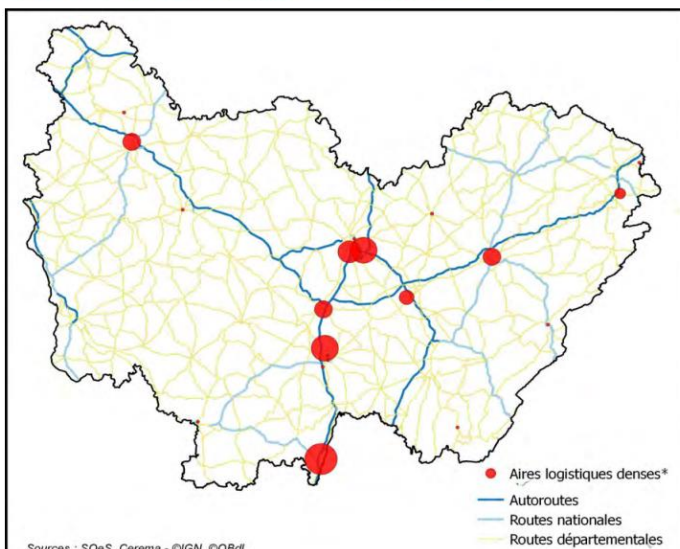 Aires logistiques denses*
Autoroutes
Routes nationales
Routes départementales
Sources : SOeS, Cerema - ©IGN, ©OBdL